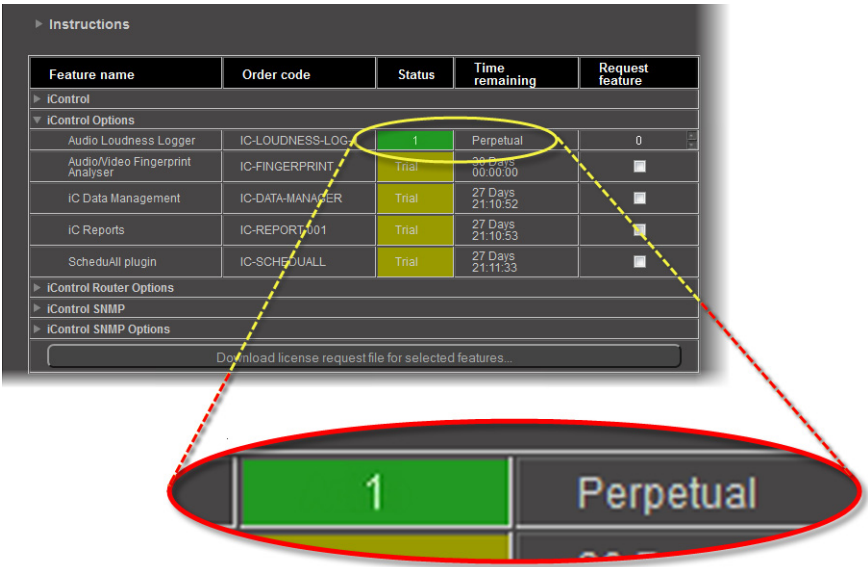 Instructions
Feature name Order code Status Time remaining Request feature
iControl
iControl Options
Audio Loudness Logger IC-LOUDNESS-LOG- 1 Perpetual 0
Audio/Video Fingerprint Analyser IC-FINGERPRINT Trial 30 Days 00:00:00
iC Data Management IC-DATA-MANAGER Trial 27 Days 21:10:52
iC Reports IC-REPORT-001 Trial 27 Days 21:10:53
ScheduAll plugin IC-SCHEDUALL Trial 27 Days 21:11:33
iControl Router Options
iControl SNMP
iControl SNMP Options
Download license request file for selected features...
1 Perpetual